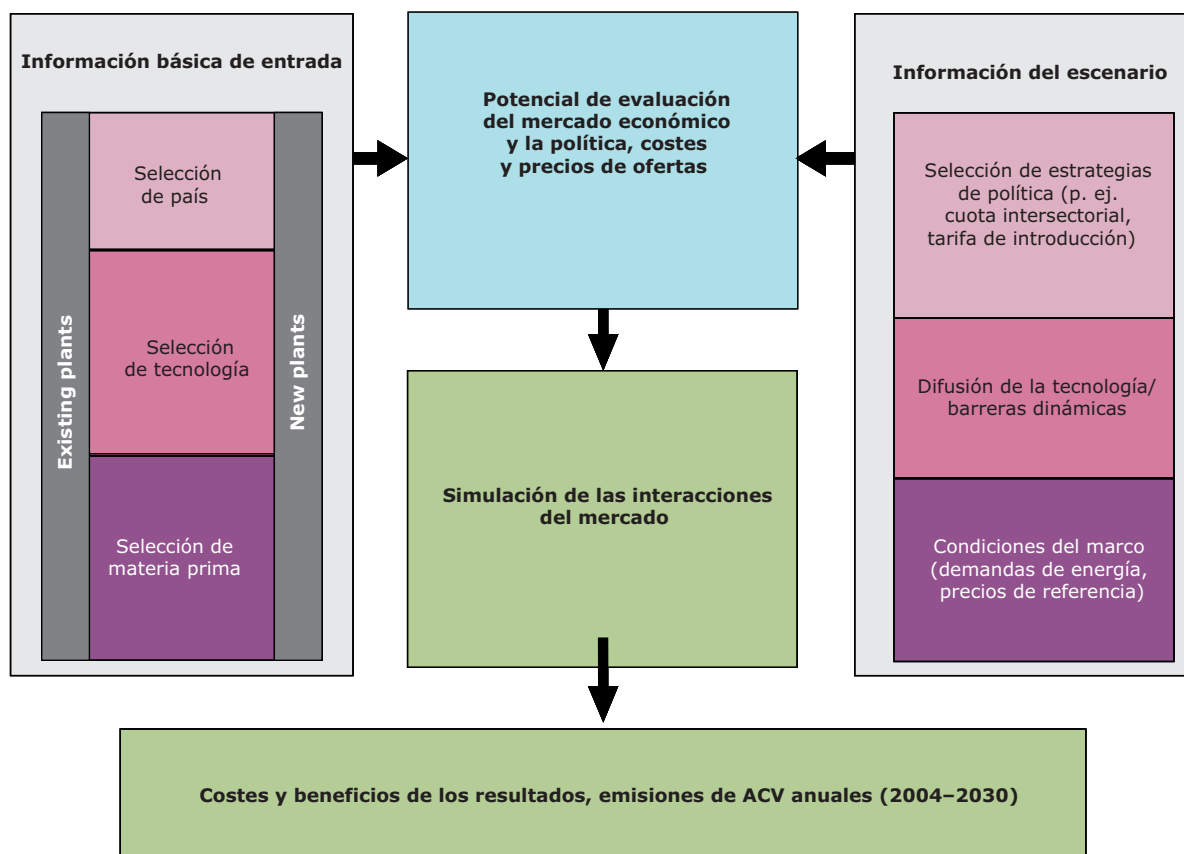 Información básica de entrada
Existing plants
Selección
de país
Selección
de tecnología
Selección de
materia prima
New plants
Potencial de evaluación
del mercado económico
y la política, costes
y precios de ofertas
Simulación de las interacciones
del mercado
Información del escenario
Selección de estrategias
de política (p. ej.
cuota intersectorial,
tarifa de introducción)
Difusión de la tecnología/
barreras dinámicas
Condiciones del marco
(demandas de energía,
precios de referencia)
Costes y beneficios de los resultados, emisiones de ACV anuales (2004–2030)